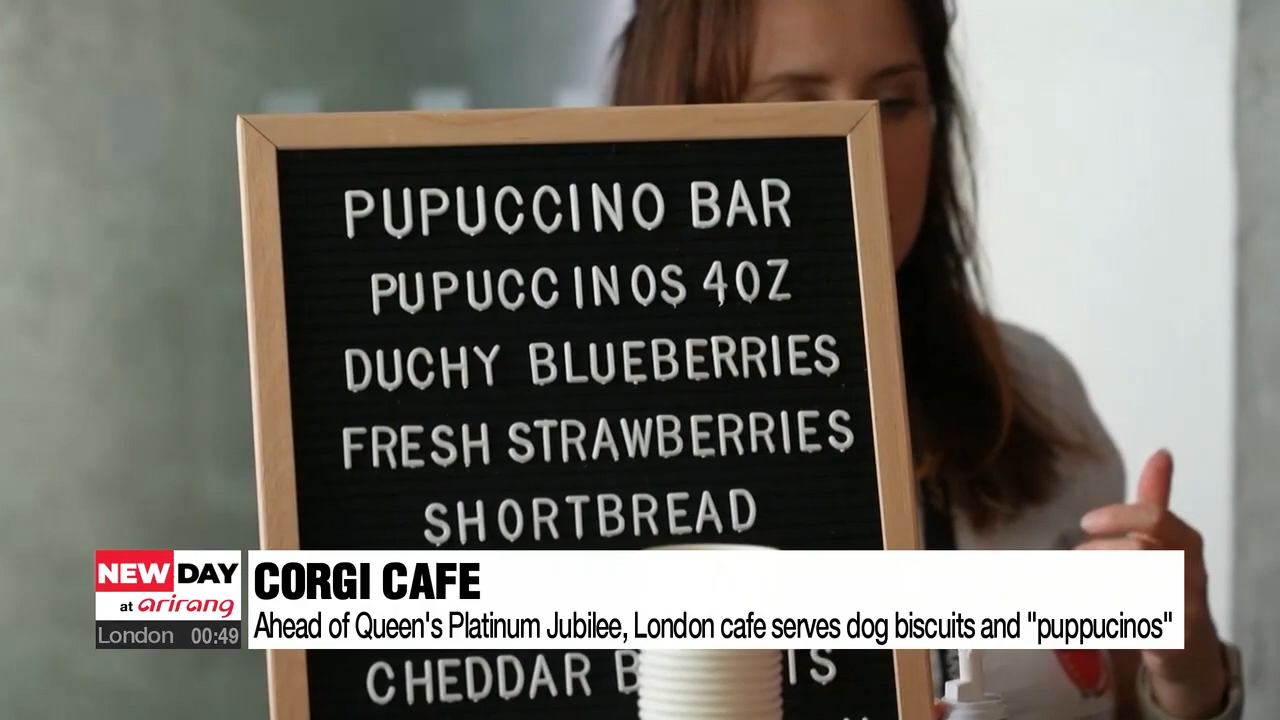 PUPUCCINO BAR
PUPUCCINOS 4OZ
DUCHY BLUEBERRIES
FRESH STRAWBERRIES
SHORTBREAD
NEW DAY
at arirang
London 00:49
CORGI CAFE
Ahead of Queen's Platinum Jubilee, London cafe serves dog biscuits and "puppucinos"
CHEDDAR